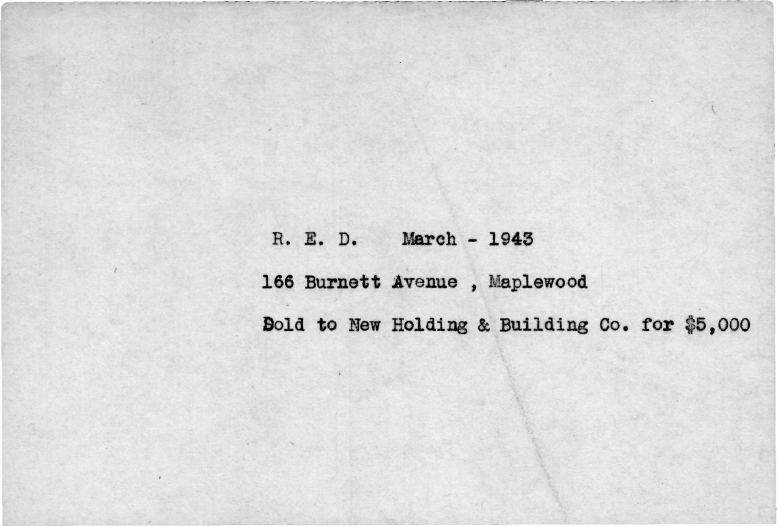 R. E. D. March - 1943
166 Burnett Avenue , Maplewood
Sold to New Holding & Building Co. for $5,000